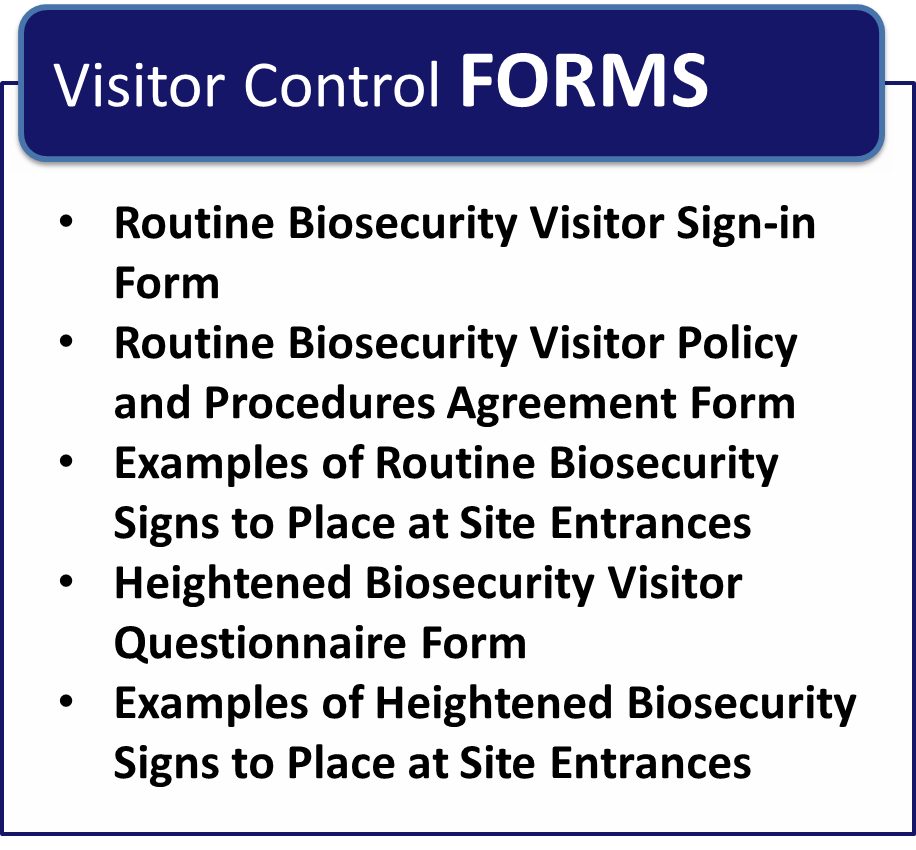 Visitor Control FORMS
• Routine Biosecurity Visitor Sign-in
Form
• Routine Biosecurity Visitor Policy
and Procedures Agreement Form
• Examples of Routine Biosecurity
Signs to Place at Site Entrances
• Heightened Biosecurity Visitor
Questionnaire Form
• Examples of Heightened Biosecurity
Signs to Place at Site Entrances